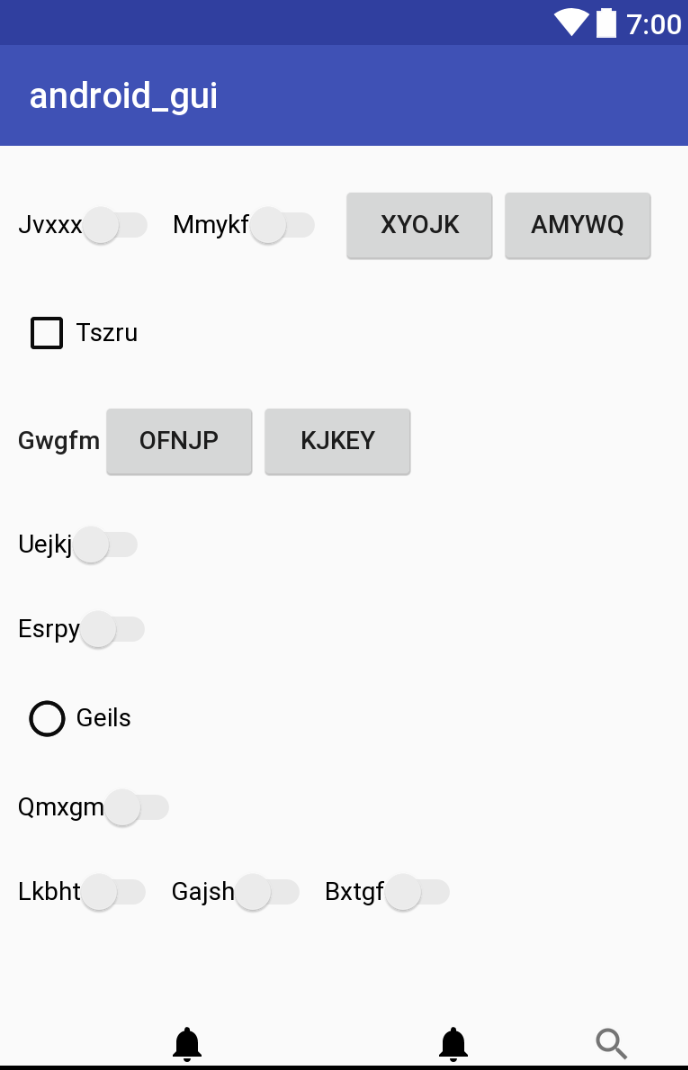 7:00
android_gui
Jvxxx Mmykf XYOJK AMYWQ
Tszru
Gwgfm OFNJP KJKEY
Uejkj
Esrpy
Geils
Qmxgm
Lkbht Gajsh Bxtgf